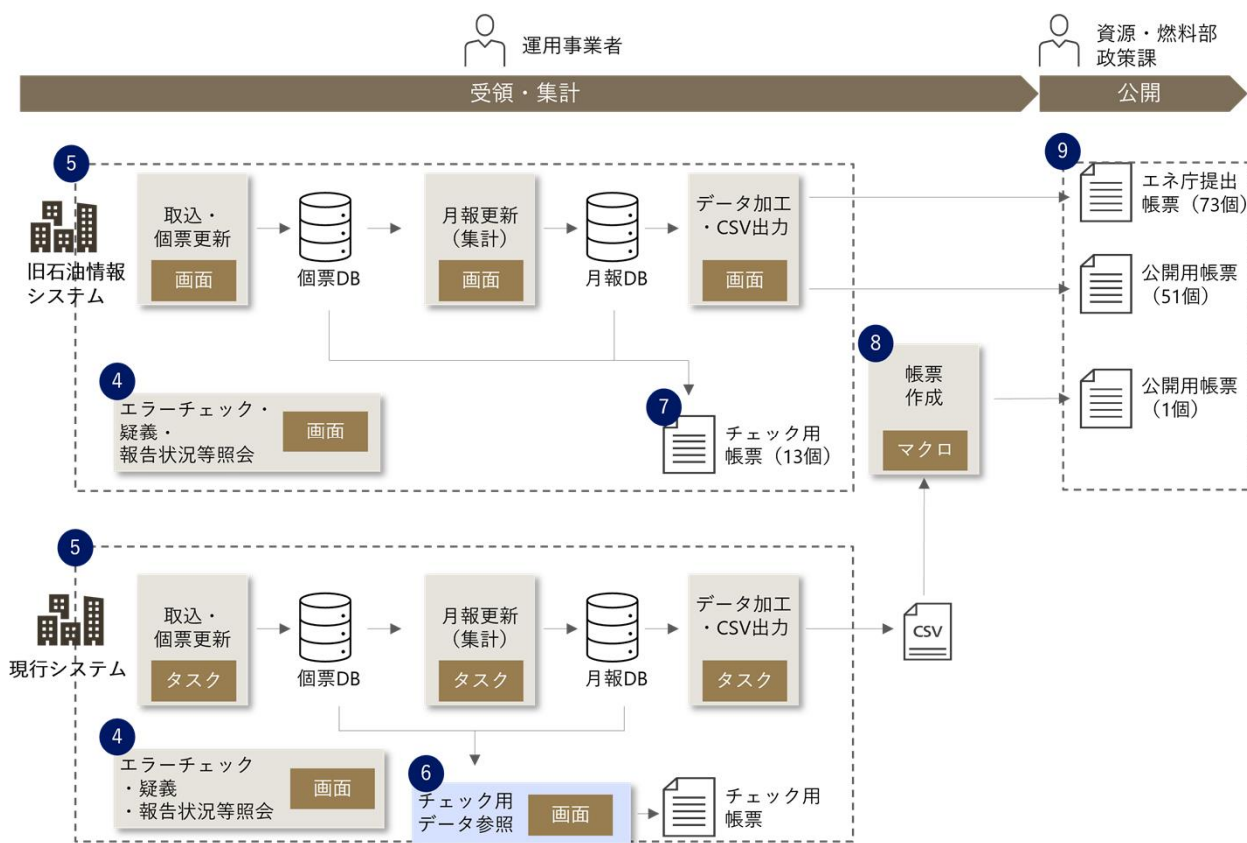 運用事業者
資源・燃料部
政策課
受領・集計
公開
5
旧石油情報
システム
取込・
個票更新
画面
個票DB
月報更新
(集計)
画面
月報DB
データ加工
・CSV出力
画面
4
エラーチェック・
疑義・
報告状況等照会
画面
7
チェック用
帳票（13個）
8
帳票
作成
マクロ
9
エネ庁提出
帳票（73個）
公開用帳票
（51個）
公開用帳票
（1個）
5
現行システム
取込・
個票更新
タスク
個票DB
月報更新
（集計）
タスク
月報DB
データ加工
・CSV出力
タスク
CSV
4
エラーチェック
・疑義
・報告状況等照会
画面
6
チェック用
データ参照
画面
チェック用
帳票